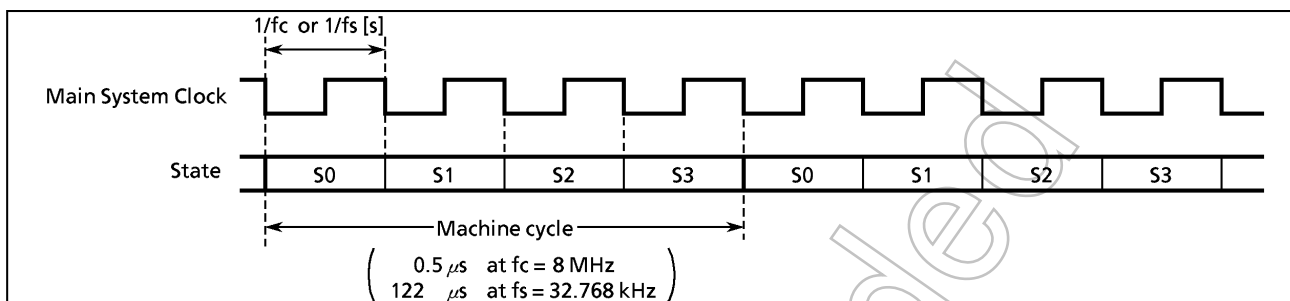 1/fc or 1/fs [s]
Main System Clock
State S0 S1 S2 S3 S0 S1 S2 S3
Machine cycle
0.5 μs at fc = 8 MHz
122 μs at fs = 32.768 kHz
ded